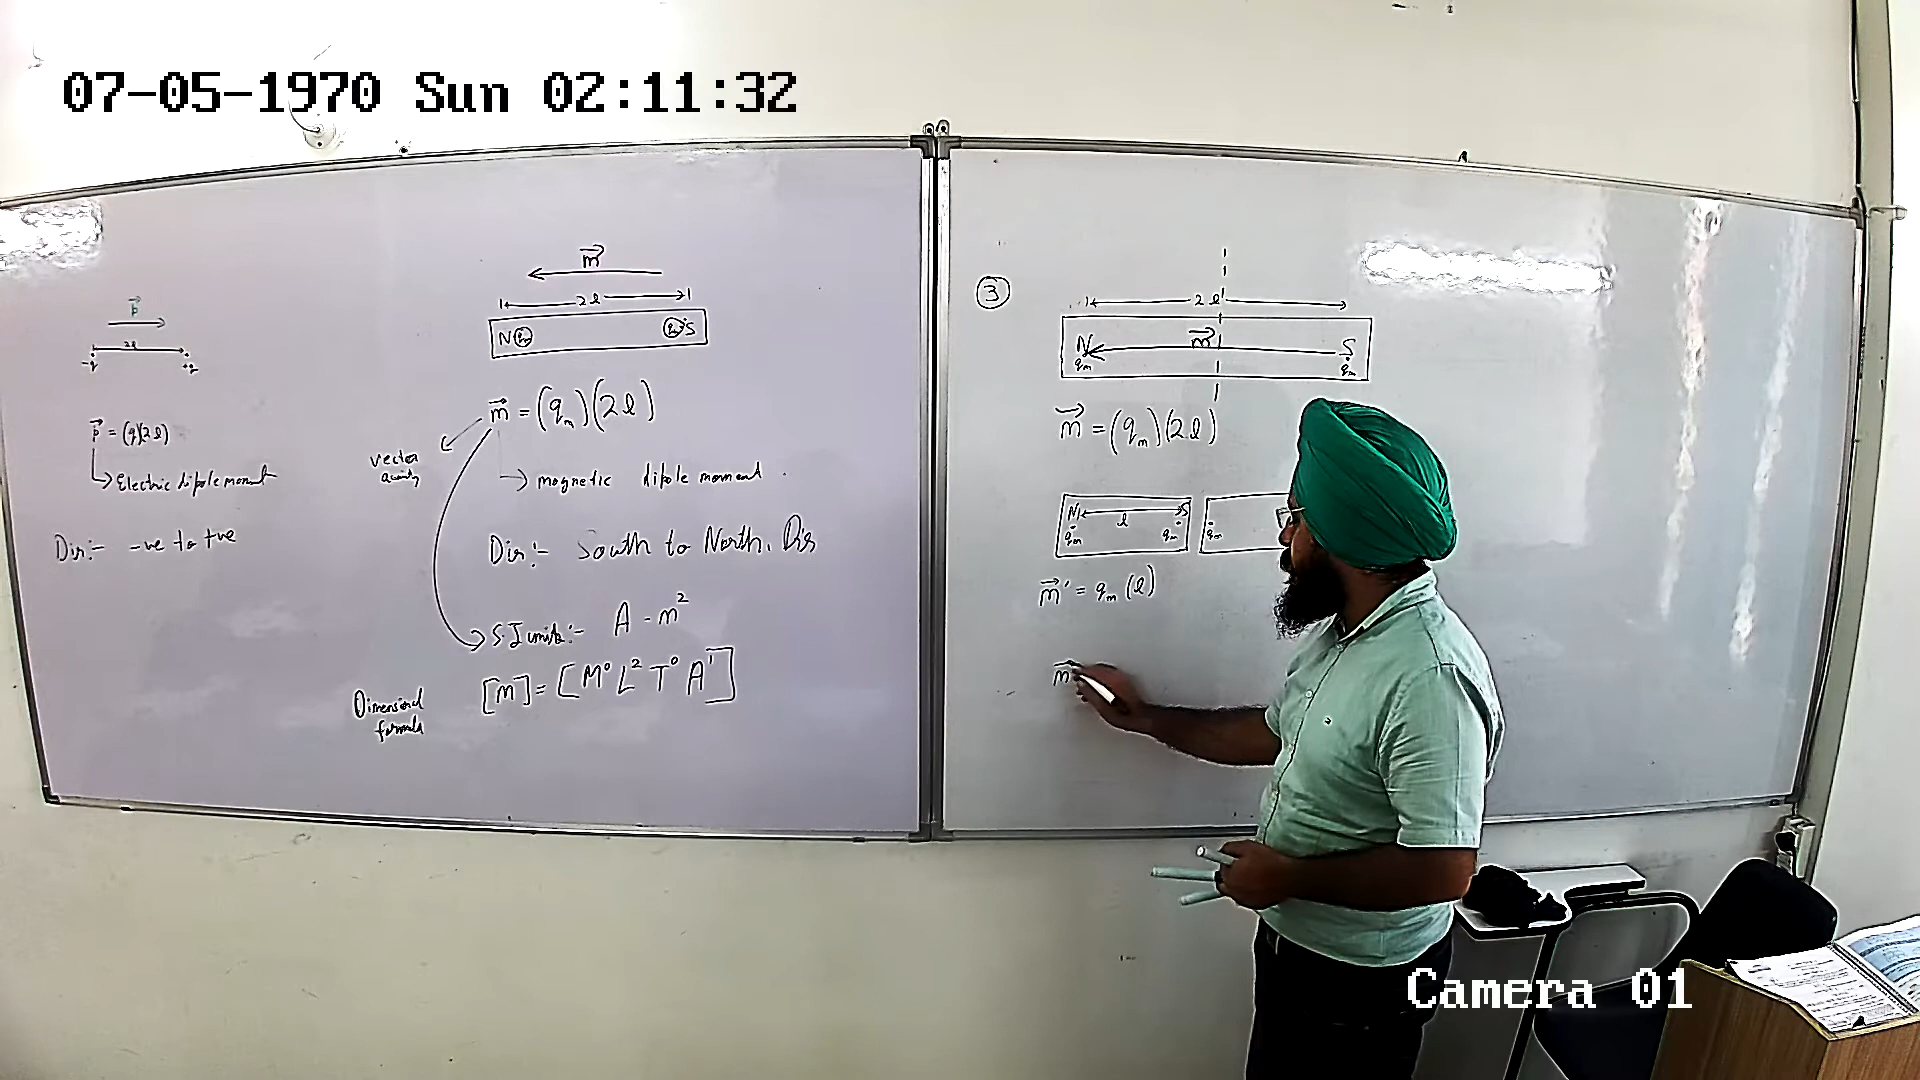 07-05-1970 Sun 02:11:32
p⃗
2l
-q +q
p⃗ = (q)(2l)
Electric dipole moment
Dir:- -ve to +ve
m⃗
2l
N qm qm S
m⃗ = (qm)(2l)
vector
magnetic dipole moment
Dir:- South to North. Dis
S.I units:- A-m²
[m] = [M⁰ L² T⁰ A¹]
Dimensional
formula
3
2l
N m⃗ S
qm qm
m⃗ = (qm)(2l)
N l S
qm qm qm
m⃗' = qm (l)
m⃗
Camera 01